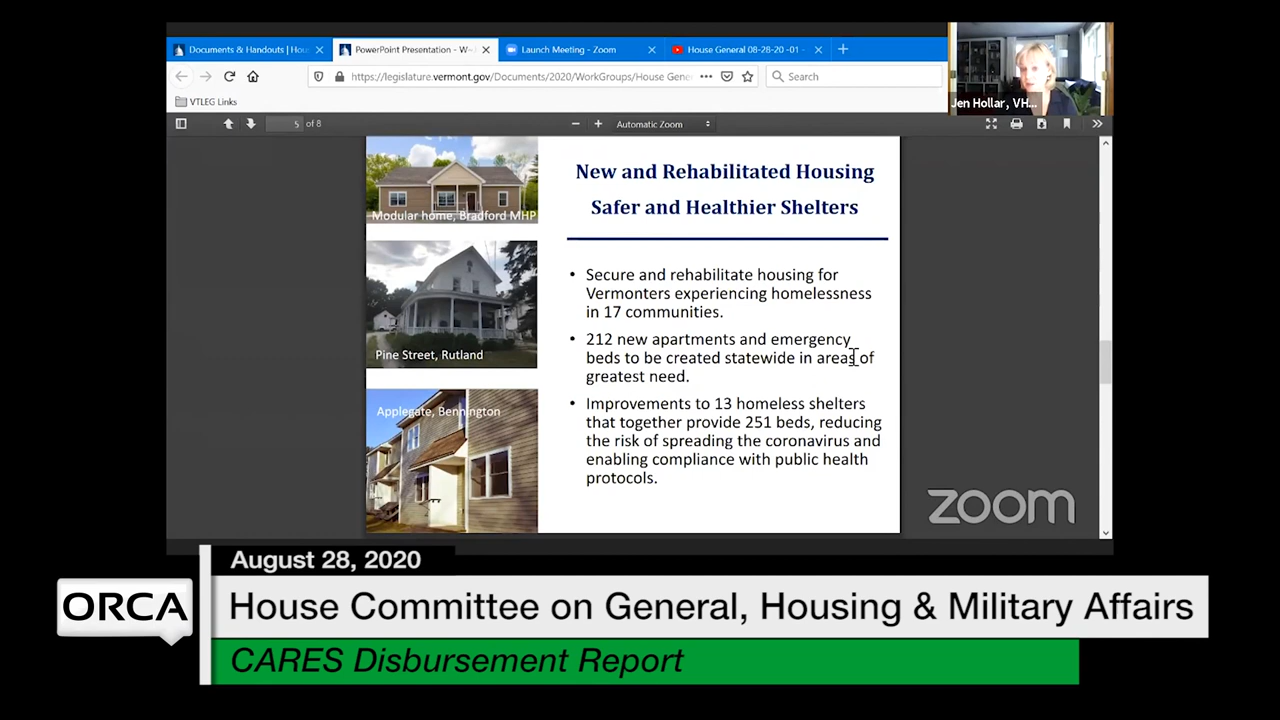 Documents & Handouts | Hou
PowerPoint Presentation - W~
Launch Meeting - Zoom
House General 08-28-20 -01 -
https://legislature.vermont.gov/Documents/2020/WorkGroups/House Gene
Search
Jen Hollar, VH...
VTLEG Links
5 of 8
Automatic Zoom
Modular home, Bradford MHP
Pine Street, Rutland
Applegate, Bennington
New and Rehabilitated Housing
Safer and Healthier Shelters
• Secure and rehabilitate housing for
Vermonters experiencing homelessness
in 17 communities.
• 212 new apartments and emergency
beds to be created statewide in areas of
greatest need.
• Improvements to 13 homeless shelters
that together provide 251 beds, reducing
the risk of spreading the coronavirus and
enabling compliance with public health
protocols.
zoom
August 28, 2020
ORCA
House Committee on General, Housing & Military Affairs
CARES Disbursement Report